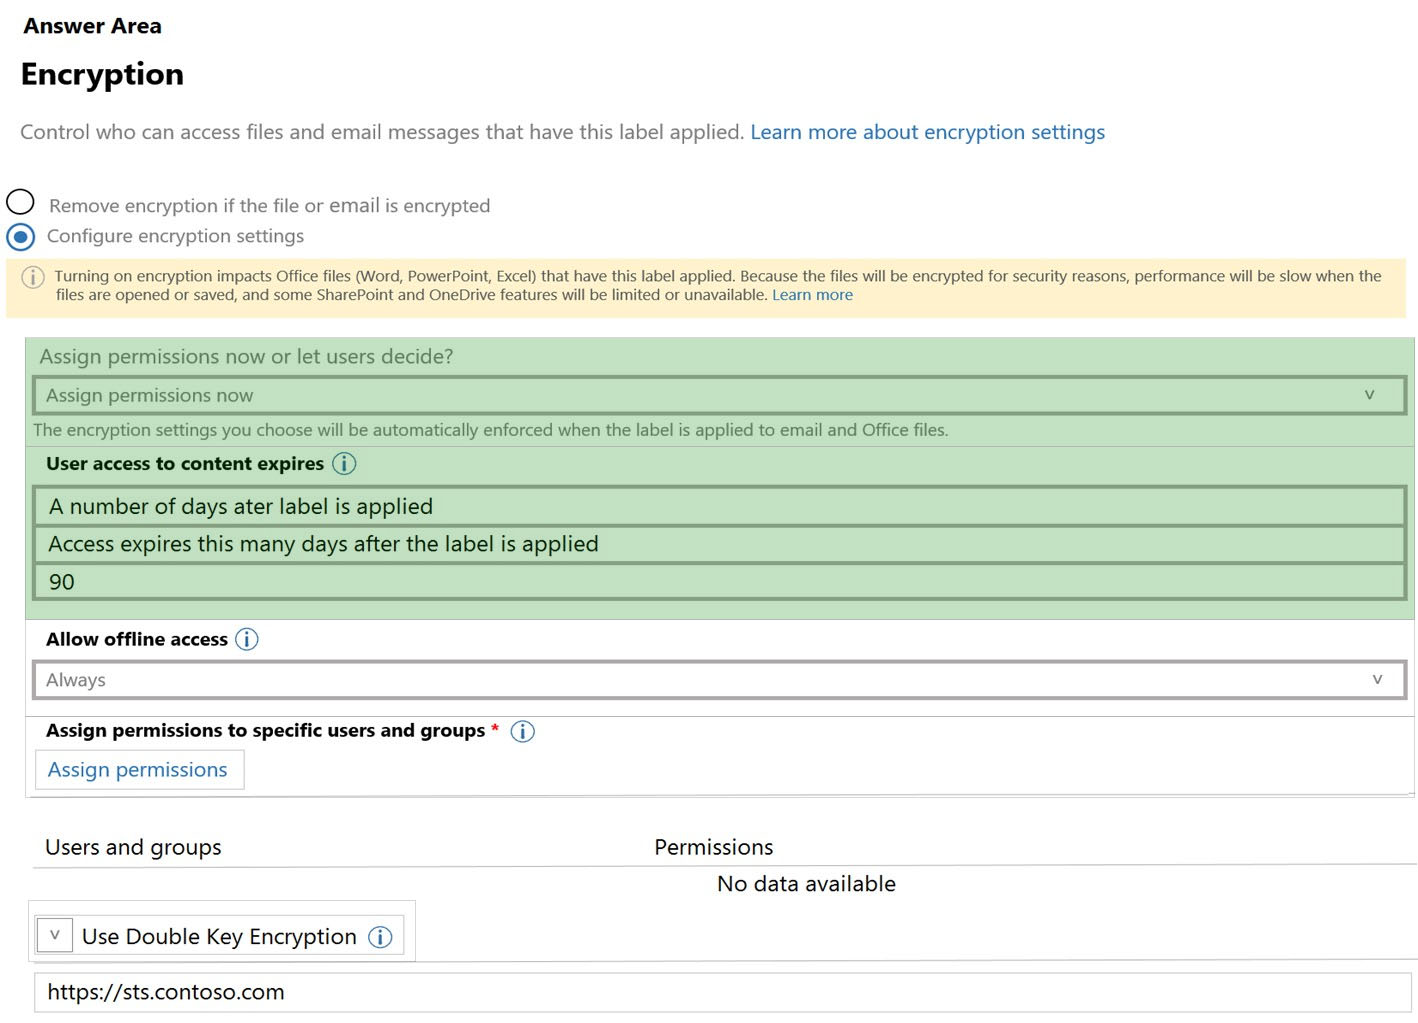 Answer Area
Encryption
Control who can access files and email messages that have this label applied. Learn more about encryption settings
Remove encryption if the file or email is encrypted
Configure encryption settings
Turning on encryption impacts Office files (Word, PowerPoint, Excel) that have this label applied. Because the files will be encrypted for security reasons, performance will be slow when the
files are opened or saved, and some SharePoint and OneDrive features will be limited or unavailable. Learn more
Assign permissions now or let users decide?
Assign permissions now
The encryption settings you choose will be automatically enforced when the label is applied to email and Office files.
User access to content expires
A number of days ater label is applied
Access expires this many days after the label is applied
90
Allow offline access
Always
Assign permissions to specific users and groups *
Assign permissions
Users and groups Permissions
No data available
Use Double Key Encryption
https://sts.contoso.com